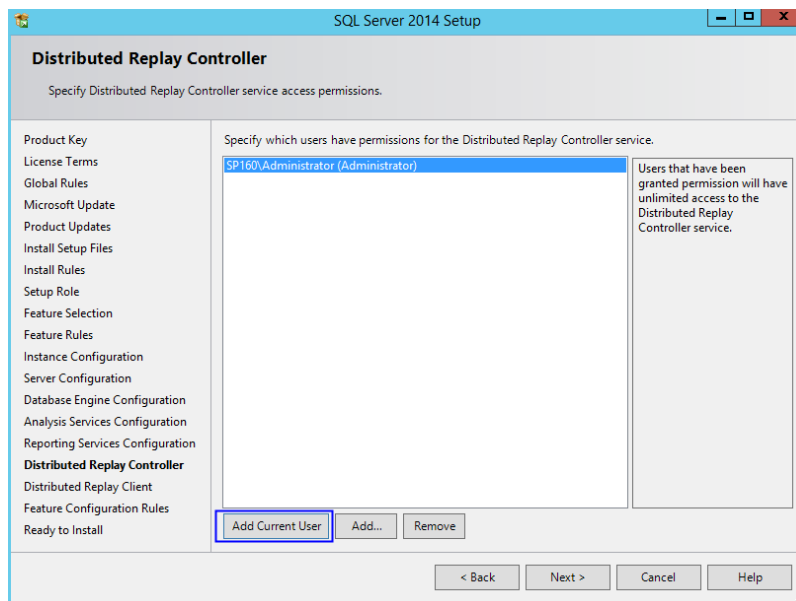 SQL Server 2014 Setup
Distributed Replay Controller
Specify Distributed Replay Controller service access permissions.
Product Key
License Terms
Global Rules
Microsoft Update
Product Updates
Install Setup Files
Install Rules
Setup Role
Feature Selection
Feature Rules
Instance Configuration
Server Configuration
Database Engine Configuration
Analysis Services Configuration
Reporting Services Configuration
Distributed Replay Controller
Distributed Replay Client
Feature Configuration Rules
Ready to Install
Specify which users have permissions for the Distributed Replay Controller service.
SP160\Administrator (Administrator)
Users that have been
granted permission will have
unlimited access to the
Distributed Replay
Controller service.
Add Current User
Add...
Remove
< Back
Next >
Cancel
Help